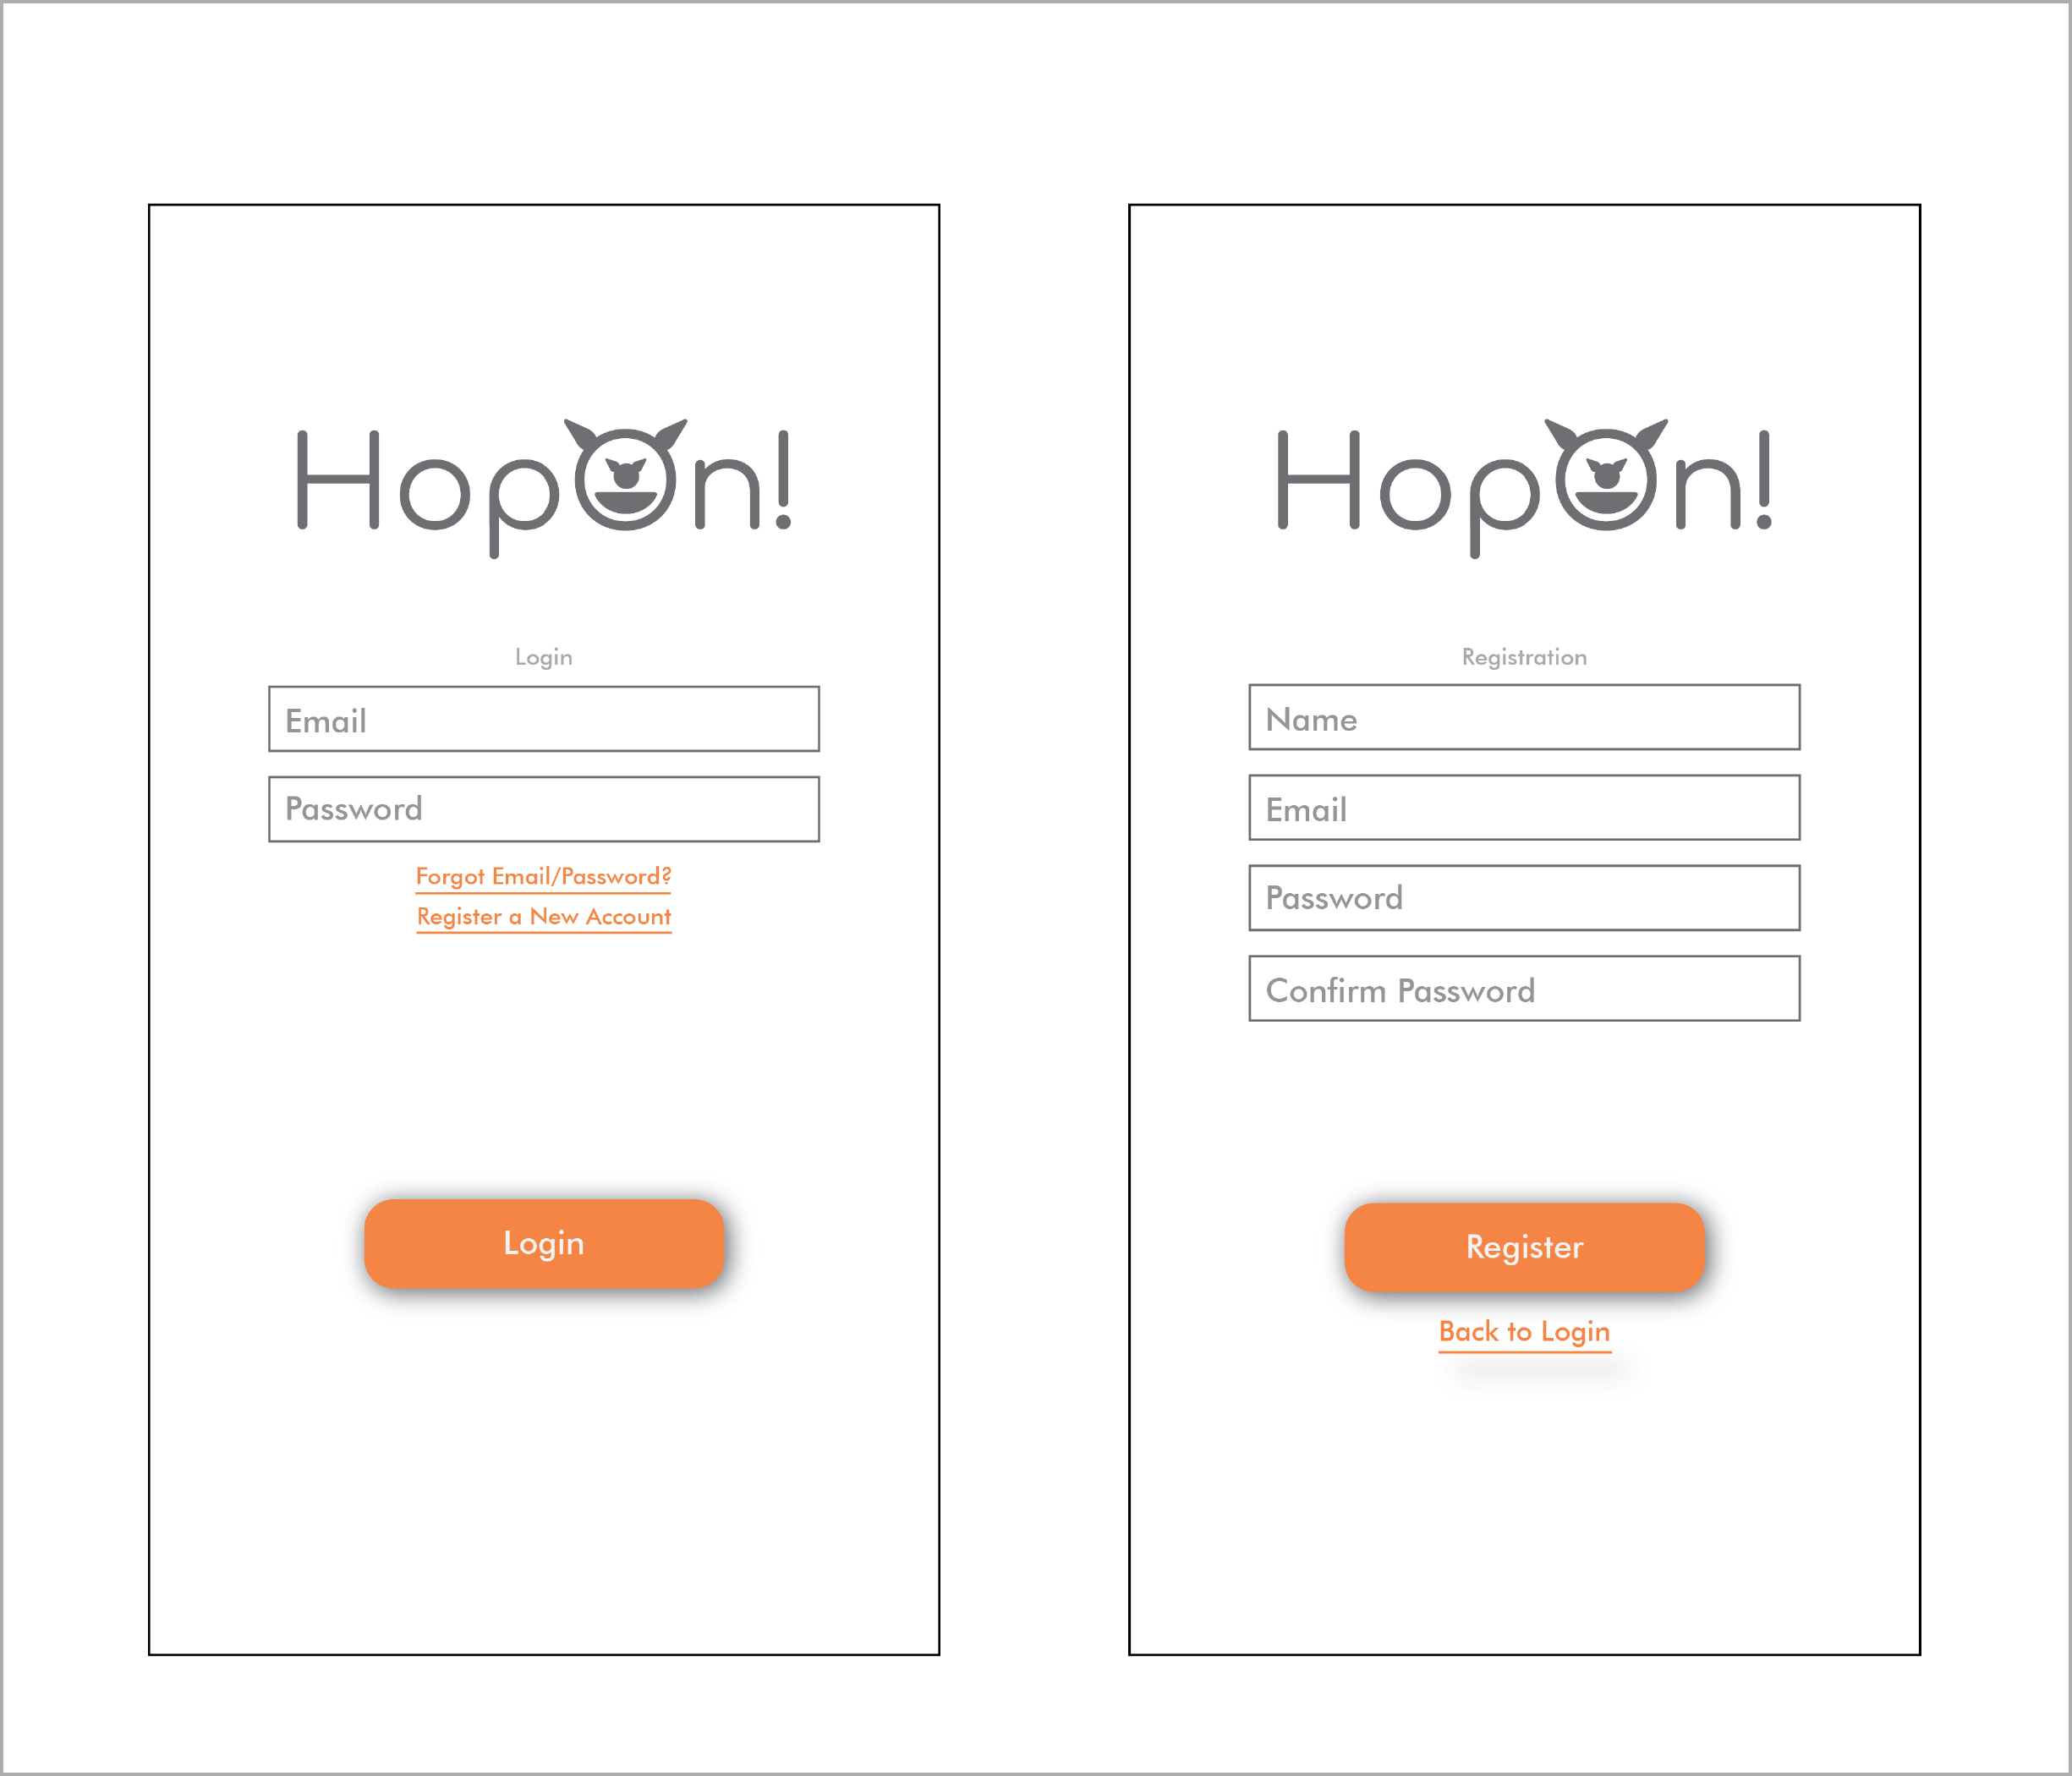 HopOn!
Login
Email
Password
Forgot Email/Password?
Register a New Account
Login
HopOn!
Registration
Name
Email
Password
Confirm Password
Register
Back to Login